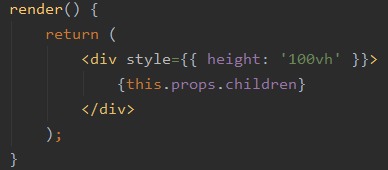 render() {
    return (
        <div style={{ height: '100vh' }}>
            {this.props.children}
        </div>
    );
}